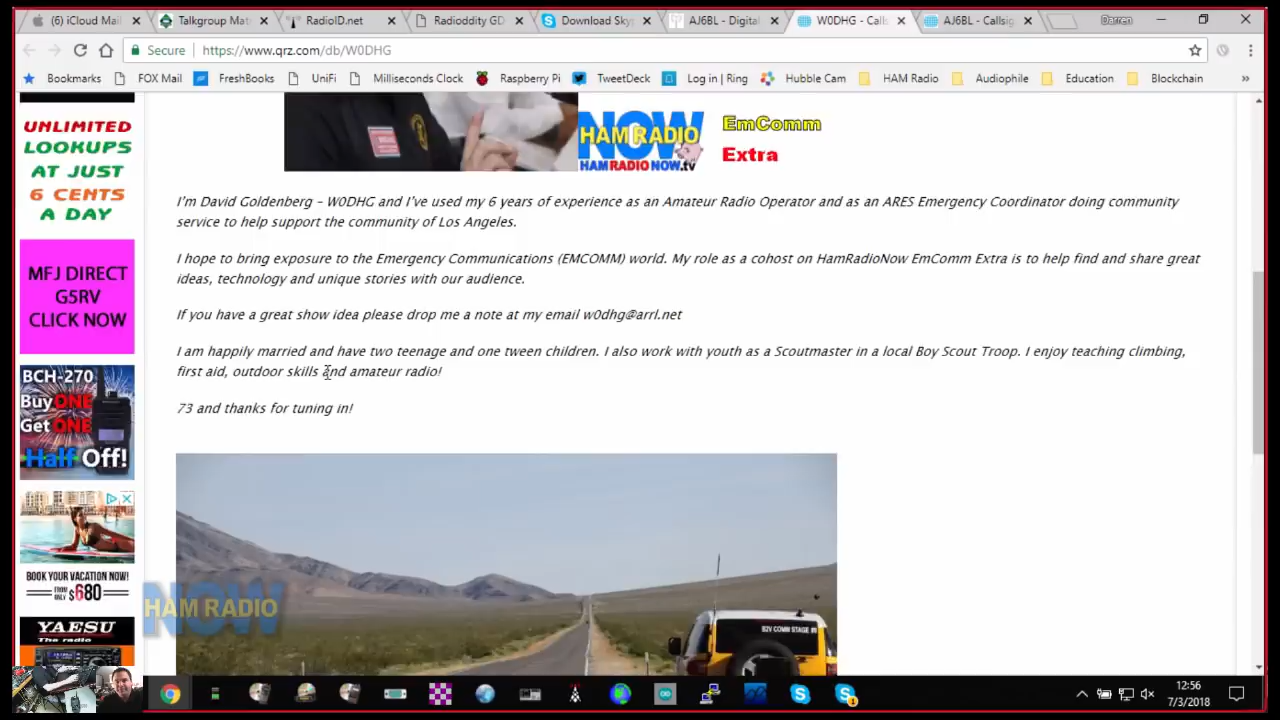 (6) iCloud Mail
Talkgroup Mat
RadioID.net
Radioddity GD
Download Sky
AJ6BL - Digital
W0DHG - Calls
AJ6BL - Callsig
Darren
Secure
https://www.qrz.com/db/W0DHG
Bookmarks
FOX Mail
FreshBooks
UniFi
Milliseconds Clock
Raspberry Pi
TweetDeck
Log in | Ring
Hubble Cam
HAM Radio
Audiophile
Education
Blockchain
»
UNLIMITED
LOOKUPS
AT JUST
6 CENTS
A DAY
MFJ DIRECT
G5RV
CLICK NOW
BCH-270
Buy ONE
Get ONE
Half Off!
BOOK YOUR VACATION NOW!
FROM ONLY $680
YAESU
The radio
NOW
HAM RADIO
HAM RADIO NOW.tv
EmComm
Extra
I'm David Goldenberg - W0DHG and I've used my 6 years of experience as an Amateur Radio Operator and as an ARES Emergency Coordinator doing community
service to help support the community of Los Angeles.
I hope to bring exposure to the Emergency Communications (EMCOMM) world. My role as a cohost on HamRadioNow EmComm Extra is to help find and share great
ideas, technology and unique stories with our audience.
If you have a great show idea please drop me a note at my email w0dhg@arrl.net
I am happily married and have two teenage and one tween children. I also work with youth as a Scoutmaster in a local Boy Scout Troop. I enjoy teaching climbing,
first aid, outdoor skills and amateur radio!
73 and thanks for tuning in!
NOW
HAM RADIO
12:56
7/3/2018